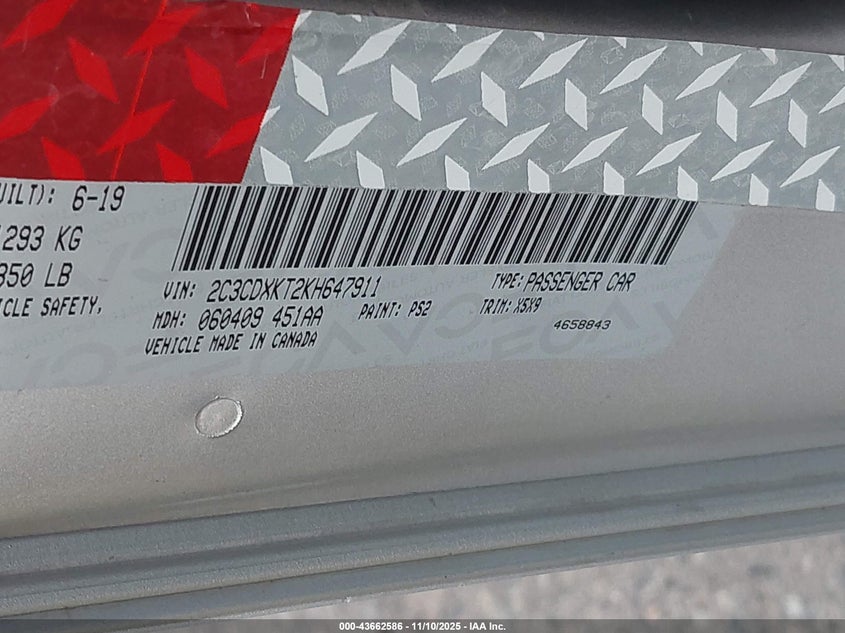 UILT): 6-19
293 KG
350 LB
ICLE SAFETY,
VIN: 2C3CDXKT2KH647911
TYPE: PASSENGER CAR
MDH: 060409 451AA
PAINT: PS2
TRIM: X5X9
VEHICLE MADE IN CANADA
4658843
000-43662586 - 11/10/2025 - IAA Inc.